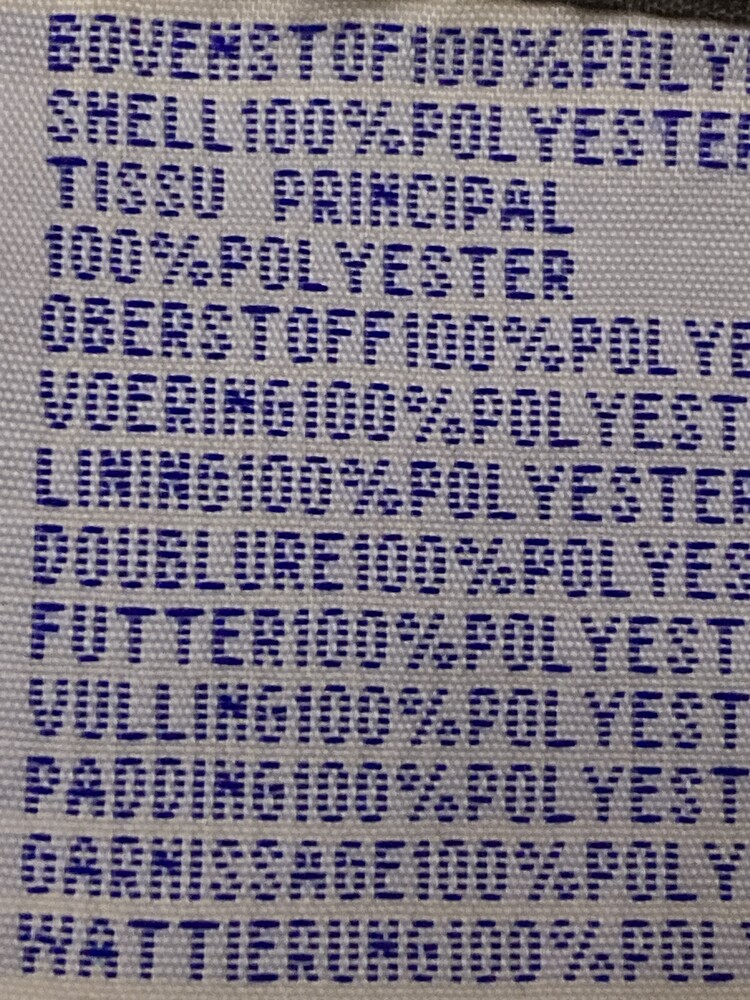 BOVENSTOF100%POLY
SHELL100%POLYESTER
TISSU PRINCIPAL
100%POLYESTER
OBERSTOFF100%POLYE
VOERING100%POLYEST
LINING100%POLYESTER
DOUBLURE100%POLYES
FUTTER100%POLYEST
VULLING100%POLYEST
PADDING100%POLYEST
GARNISSAGE100%POLY
WATTIERUNG100%POL